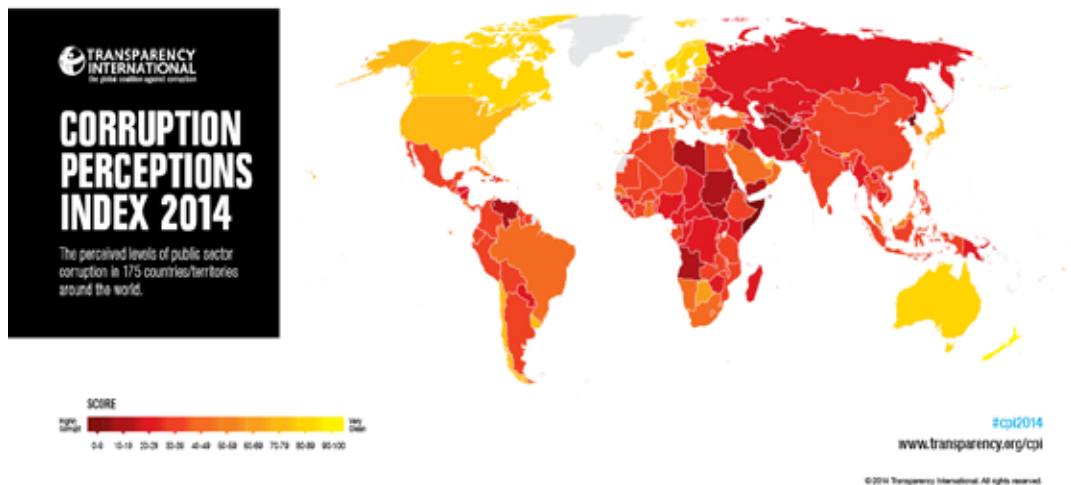 TRANSPARENCY
INTERNATIONAL
the global coalition against corruption
CORRUPTION
PERCEPTIONS
INDEX 2014
The perceived levels of public sector
corruption in 175 countries/territories
around the world.
SCORE
Highly
Corrupt
Very
Clean
0-9 10-19 20-29 30-39 40-49 50-59 60-69 70-79 80-89 90-100
#cpi2014
www.transparency.org/cpi
©2014 Transparency International. All rights reserved.